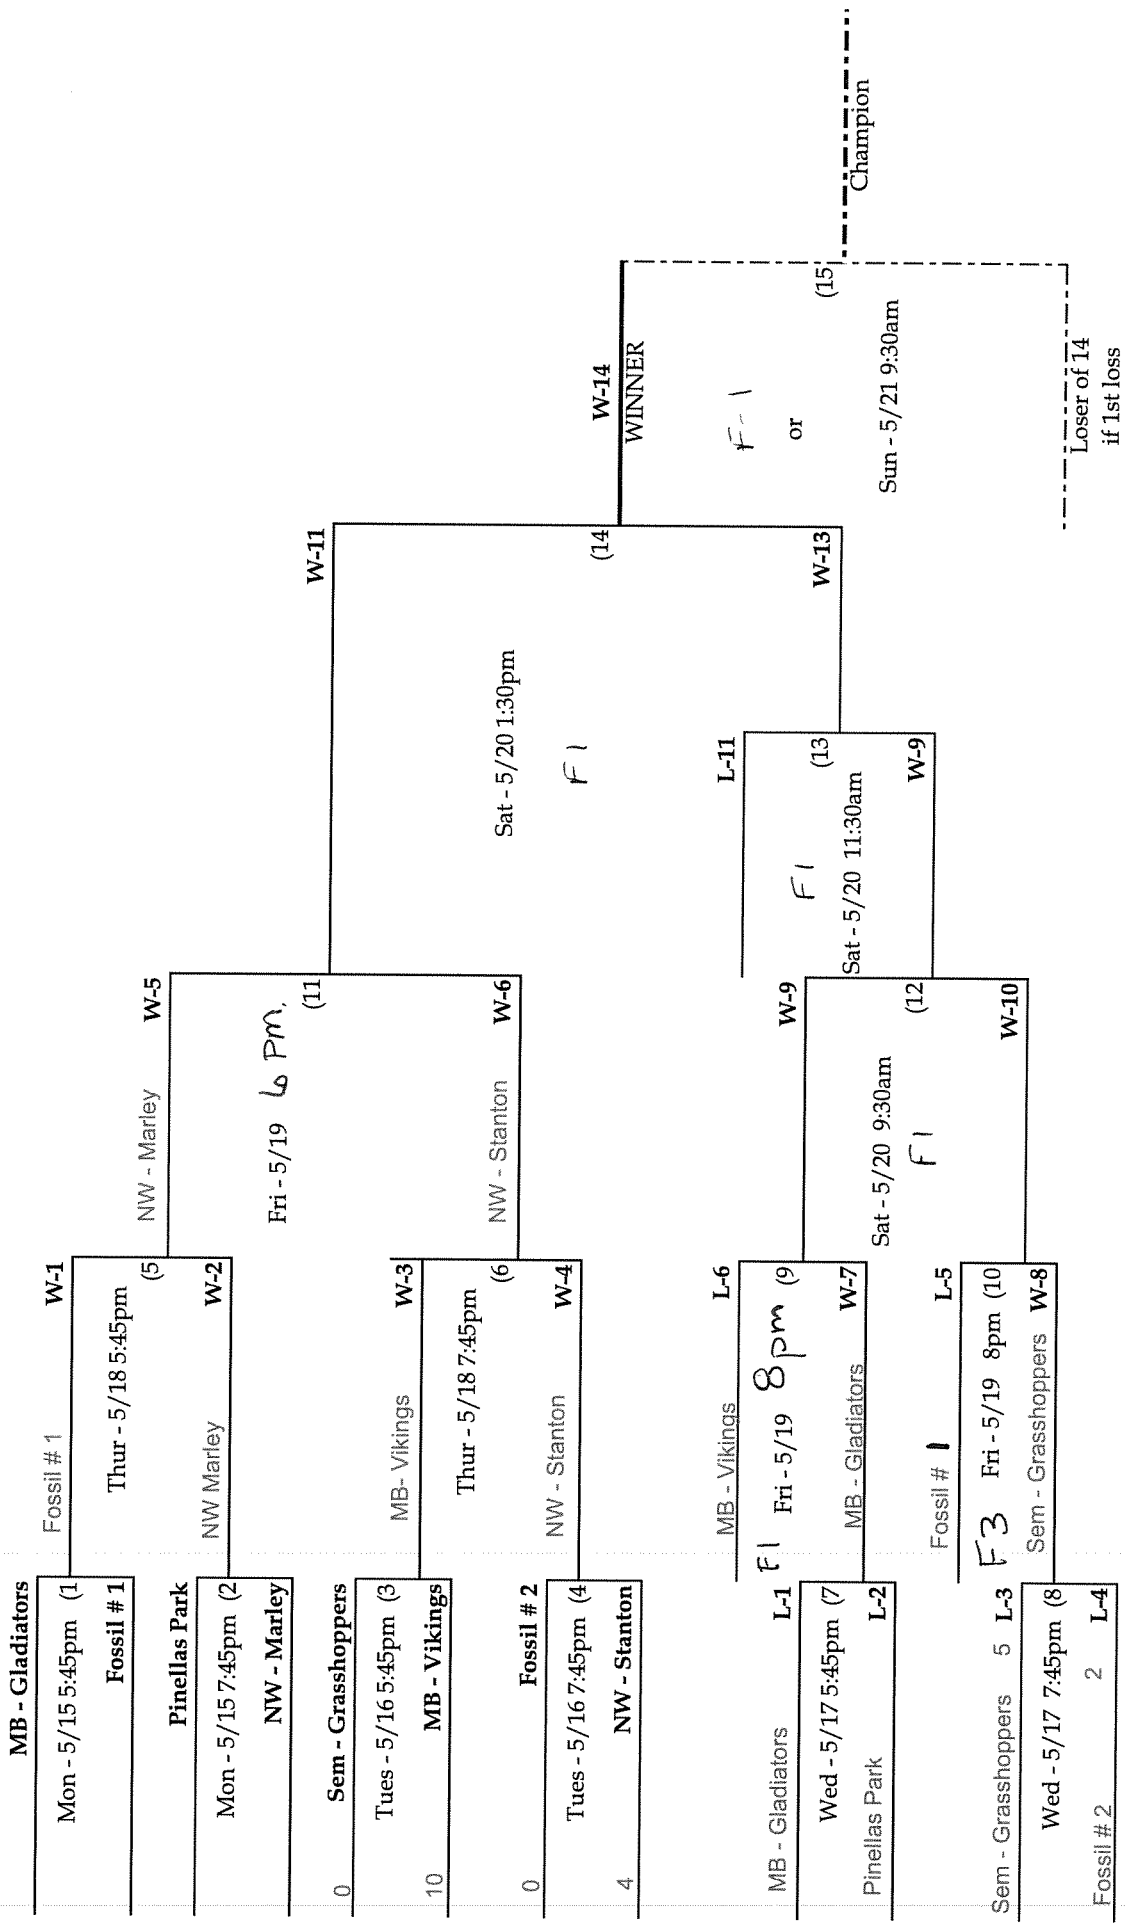 MB - Gladiators
Mon - 5/15 5:45pm (1
Fossil # 1
Pinellas Park
Mon - 5/15 7:45pm (2
NW - Marley
0 Sem - Grasshoppers
Tues - 5/16 5:45pm (3
10 MB - Vikings
0 Fossil # 2
Tues - 5/16 7:45pm (4
4 NW - Stanton
MB - Gladiators L-1
Wed - 5/17 5:45pm (7
Pinellas Park L-2
Sem - Grasshoppers 5 L-3
Wed - 5/17 7:45pm (8
Fossil # 2 2 L-4
Fossil # 1 W-1
Thur - 5/18 5:45pm
(5
NW Marley W-2
MB- Vikings W-3
Thur - 5/18 7:45pm
(6
NW - Stanton W-4
MB - Vikings L-6
F1 Fri - 5/19 8pm (9
MB - Gladiators W-7
Fossil # 1 L-5
F3 Fri - 5/19 8pm (10
Sem - Grasshoppers W-8
NW - Marley W-5
Fri - 5/19 6 pm.
(11
NW - Stanton W-6
W-9
Sat - 5/20 9:30am
(12
F1
W-10
W-11
Sat - 5/20 1:30pm
F1
(14
W-13
L-11
F1
(13
Sat - 5/20 11:30am
W-9
W-14
WINNER
F-1
or
(15
Sun - 5/21 9:30am
Loser of 14
if 1st loss
Champion